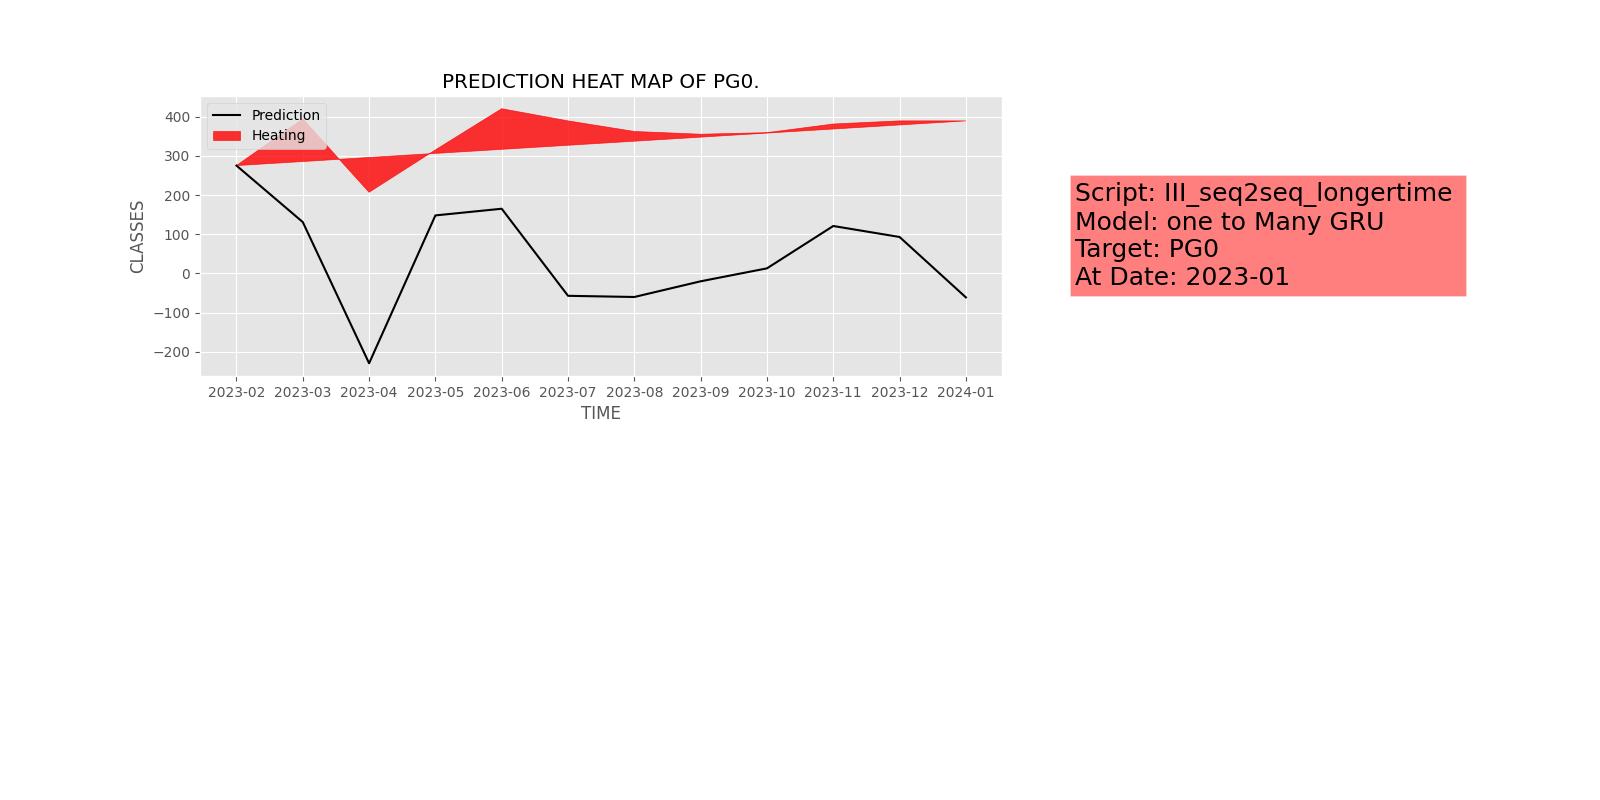 PREDICTION HEAT MAP OF PG0.
Prediction
Heating
400
300
200
100
0
−100
−200
CLASSES
2023-02 2023-03 2023-04 2023-05 2023-06 2023-07 2023-08 2023-09 2023-10 2023-11 2023-12 2024-01
TIME
Script: III_seq2seq_longertime
Model: one to Many GRU
Target: PG0
At Date: 2023-01